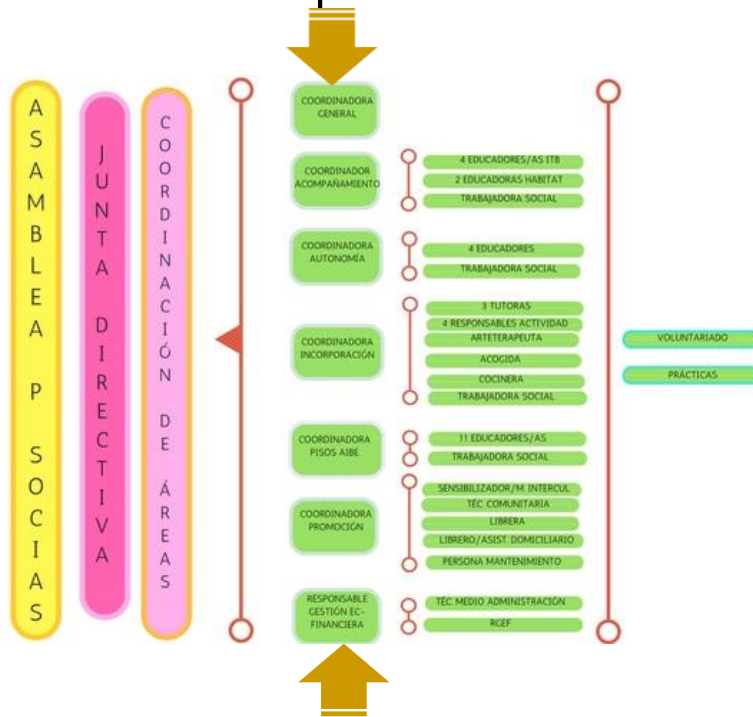 ASAMBLEA P SOCIAS
JUNTA DIRECTIVA
COORDINACIÓN DE ÁREAS
COORDINADORA
GENERAL
COORDINADOR
ACOMPAÑAMIENTO
4 EDUCADORES/AS ITB
2 EDUCADORAS HABITAT
TRABAJADORA SOCIAL
COORDINADORA
AUTONOMÍA
4 EDUCADORES
TRABAJADORA SOCIAL
COORDINADORA
INCORPORACIÓN
3 TUTORAS
4 RESPONSABLES ACTIVIDAD
ARTETERAPEUTA
ACOGIDA
COCINERA
TRABAJADORA SOCIAL
COORDINADORA
PISOS AIBE
11 EDUCADORES/AS
TRABAJADORA SOCIAL
COORDINADORA
PROMOCIÓN
SENSIBILIZADOR/M INTERCUL
TÉC COMUNITARIA
LIBRERA
LIBRERO/ASIST DOMICILIARIO
PERSONA MANTENIMIENTO
RESPONSABLE
GESTIÓN EC-
FINANCIERA
TÉC MEDIO ADMINISTRACIÓN
RGEF
VOLUNTARIADO
PRÁCTICAS